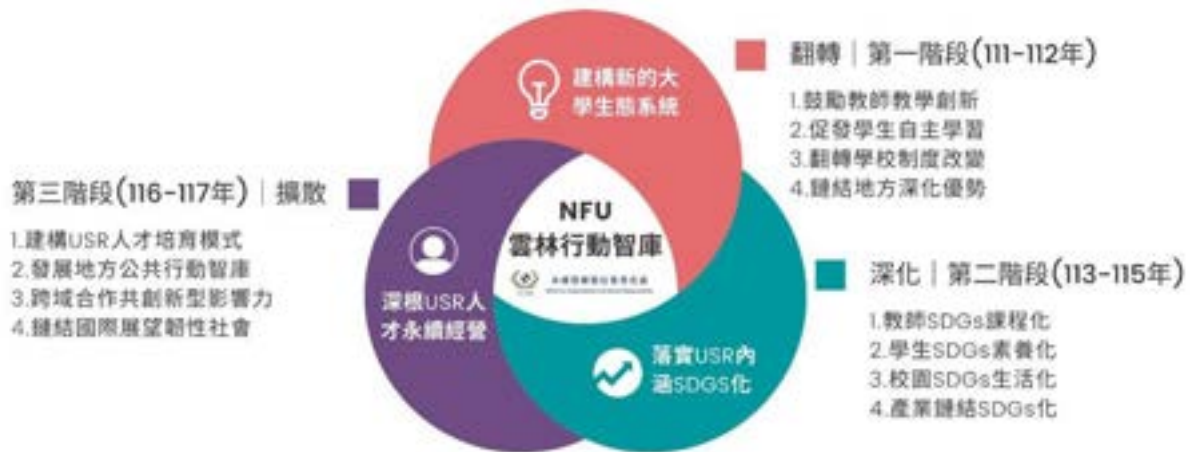 建構新的大
學生態系統
翻轉｜第一階段(111-112年)
1.鼓勵教師教學創新
2.促發學生自主學習
3.翻轉學校制度改變
4.鏈結地方深化優勢
第三階段(116-117年)｜擴散
1.建構USR人才培育模式
2.發展地方公共行動智庫
3.跨域合作共創新型影響力
4.鏈結國際展望韌性社會
NFU
雲林行動智庫
深根USR人
才永續經營
深化｜第二階段(113-115年)
1.教師SDGs課程化
2.學生SDGs素養化
3.校園SDGs生活化
4.產業鏈結SDGs化
落實USR內
涵SDGS化